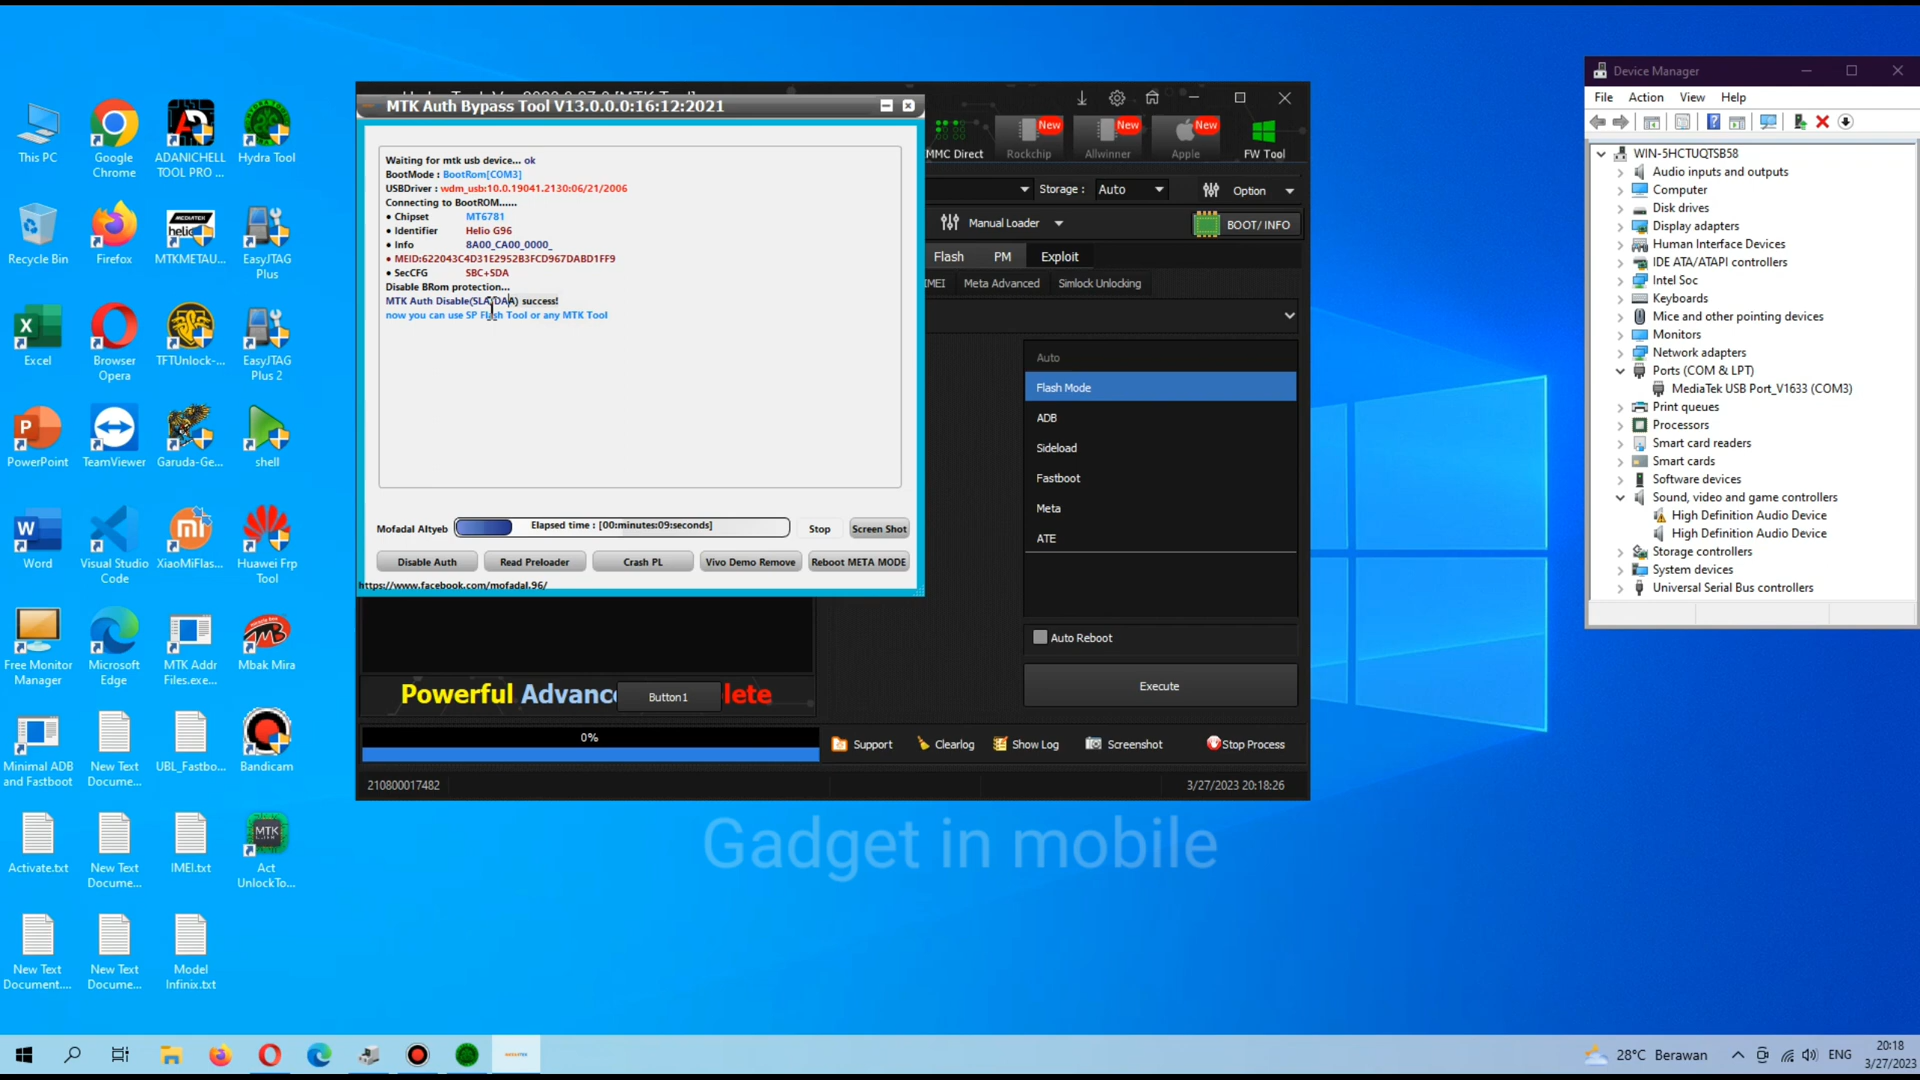 This PC
Google
Chrome
ADANICHELL
TOOL PRO ...
Hydra Tool
Recycle Bin
Firefox
MTKMETAU...
EasyJTAG
Plus
Excel
Browser
Opera
TFTUnlock-...
EasyJTAG
Plus 2
PowerPoint
TeamViewer
Garuda-Ge...
shell
Word
Visual Studio
Code
XiaoMiFlas...
Huawei Frp
Tool
Free Monitor
Manager
Microsoft
Edge
MTK Addr
Files.exe...
Mbak Mira
Minimal ADB
and Fastboot
New Text
Docume...
UBL_Fastbo...
Bandicam
Activate.txt
New Text
Docume...
IMEI.txt
Act
UnlockTo...
New Text
Document....
New Text
Docume...
Model
Infinix.txt
MTK Auth Bypass Tool V13.0.0.0:16:12:2021
Waiting for mtk usb device... ok
BootMode : BootRom[COM3]
USBDriver : wdm_usb:10.0.19041.2130:06/21/2006
Connecting to BootROM......
• Chipset MT6781
• Identifier Helio G96
• Info 8A00_CA00_0000_
• MEID:622043C4D31E2952B3FCD967DABD1FF9
• SecCFG SBC+SDA
Disable BRom protection...
MTK Auth Disable(SLA/DAA) success!
now you can use SP Flash Tool or any MTK Tool
Mofadal Altyeb
Elapsed time : [00:minutes:09:seconds]
Stop
Screen Shot
Disable Auth
Read Preloader
Crash PL
Vivo Demo Remove
Reboot META MODE
https://www.facebook.com/mofadal.96/
MMC Direct
New
Rockchip
New
Allwinner
New
Apple
FW Tool
Storage :
Auto
Option
Manual Loader
BOOT/ INFO
Flash
PM
Exploit
IMEI
Meta Advanced
Simlock Unlocking
Auto
Flash Mode
ADB
Sideload
Fastboot
Meta
ATE
Auto Reboot
Execute
Powerful Advanc
Button1
lete
0%
Support
Clearlog
Show Log
Screenshot
Stop Process
210800017482
3/27/2023 20:18:26
Gadget in mobile
Device Manager
File Action View Help
WIN-5HCTUQTSB58
Audio inputs and outputs
Computer
Disk drives
Display adapters
Human Interface Devices
IDE ATA/ATAPI controllers
Intel Soc
Keyboards
Mice and other pointing devices
Monitors
Network adapters
Ports (COM & LPT)
MediaTek USB Port_V1633 (COM3)
Print queues
Processors
Smart card readers
Smart cards
Software devices
Sound, video and game controllers
High Definition Audio Device
High Definition Audio Device
Storage controllers
System devices
Universal Serial Bus controllers
28°C Berawan
ENG
20:18
3/27/2023